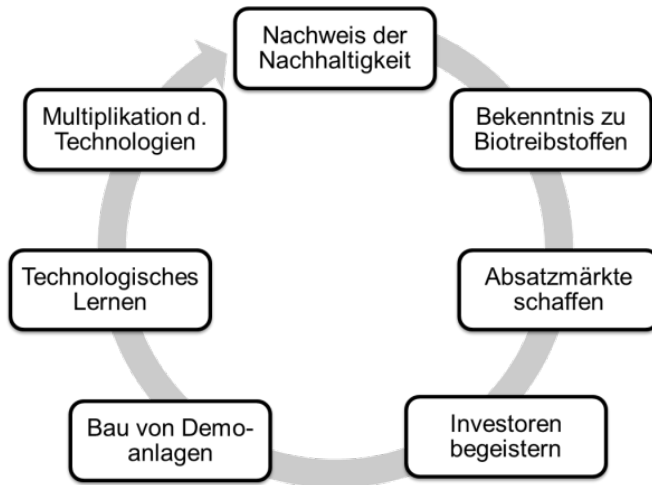 Nachweis der
Nachhaltigkeit
Bekenntnis zu
Biotreibstoffen
Absatzmärkte
schaffen
Investoren
begeistern
Bau von Demo-
anlagen
Technologisches
Lernen
Multiplikation d.
Technologien